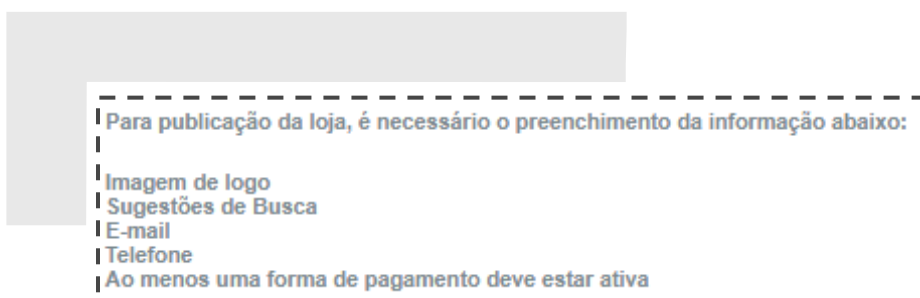 Para publicação da loja, é necessário o preenchimento da informação abaixo:
Imagem de logo
Sugestões de Busca
E-mail
Telefone
Ao menos uma forma de pagamento deve estar ativa